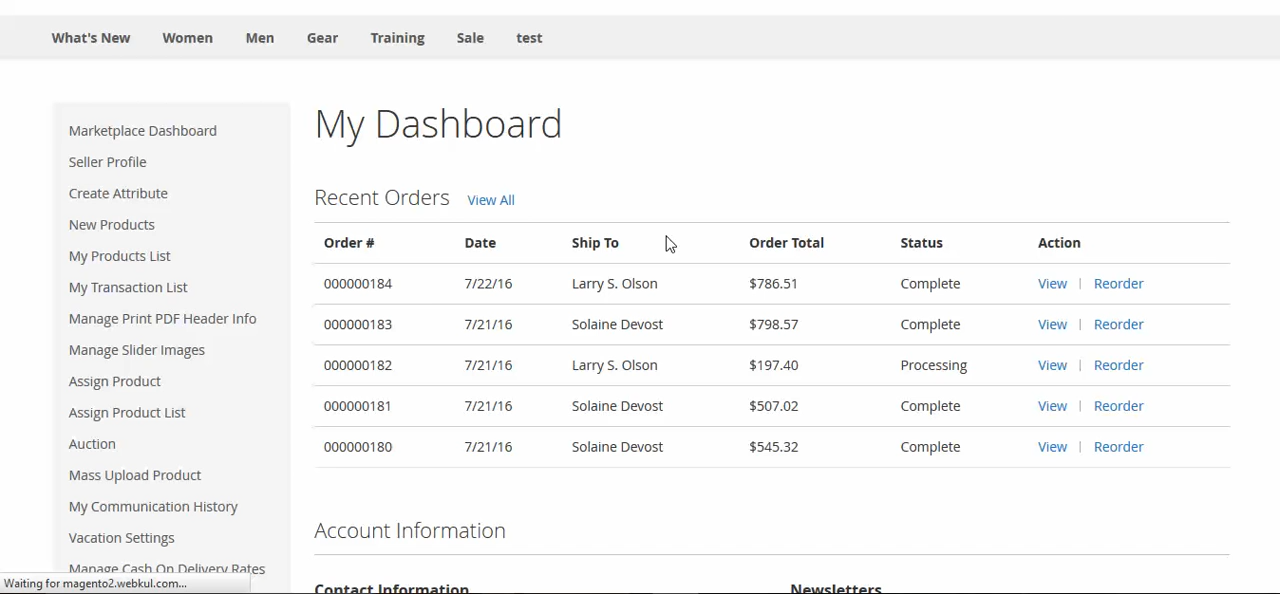 What's New Women Men Gear Training Sale test
Marketplace Dashboard
Seller Profile
Create Attribute
New Products
My Products List
My Transaction List
Manage Print PDF Header Info
Manage Slider Images
Assign Product
Assign Product List
Auction
Mass Upload Product
My Communication History
Vacation Settings
Manage Cash On Delivery Rates
My Dashboard
Recent Orders View All
Order # Date Ship To Order Total Status Action
000000184 7/22/16 Larry S. Olson $786.51 Complete View | Reorder
000000183 7/21/16 Solaine Devost $798.57 Complete View | Reorder
000000182 7/21/16 Larry S. Olson $197.40 Processing View | Reorder
000000181 7/21/16 Solaine Devost $507.02 Complete View | Reorder
000000180 7/21/16 Solaine Devost $545.32 Complete View | Reorder
Account Information
Contact Information Newsletters
Waiting for magento2.webkul.com...